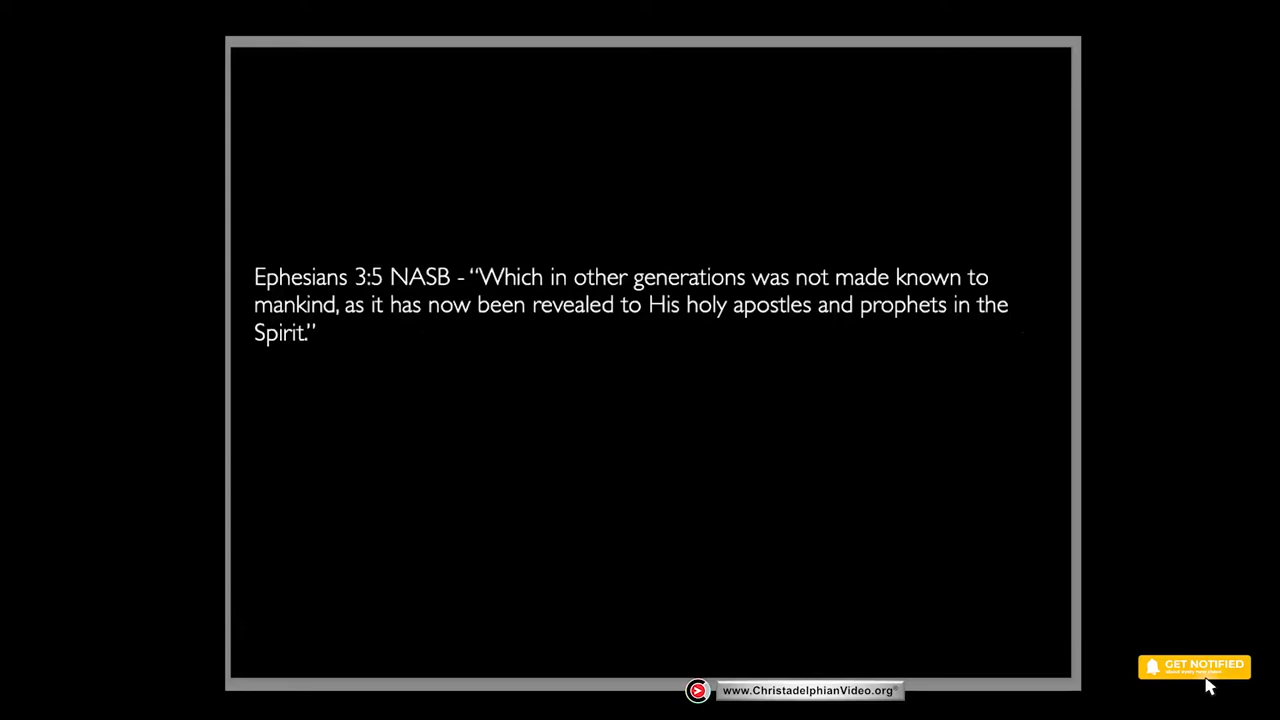 Ephesians 3:5 NASB - “Which in other generations was not made known to
mankind, as it has now been revealed to His holy apostles and prophets in the
Spirit.”
GET NOTIFIED
www.ChristadelphianVideo.org